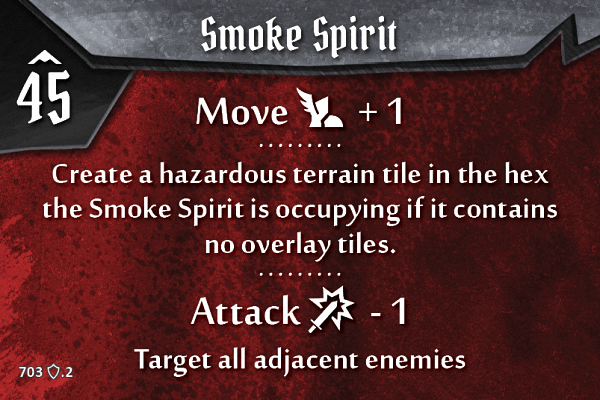 Smoke Spirit
45
Move + 1
Create a hazardous terrain tile in the hex
the Smoke Spirit is occupying if it contains
no overlay tiles.
Attack - 1
Target all adjacent enemies
703 .2